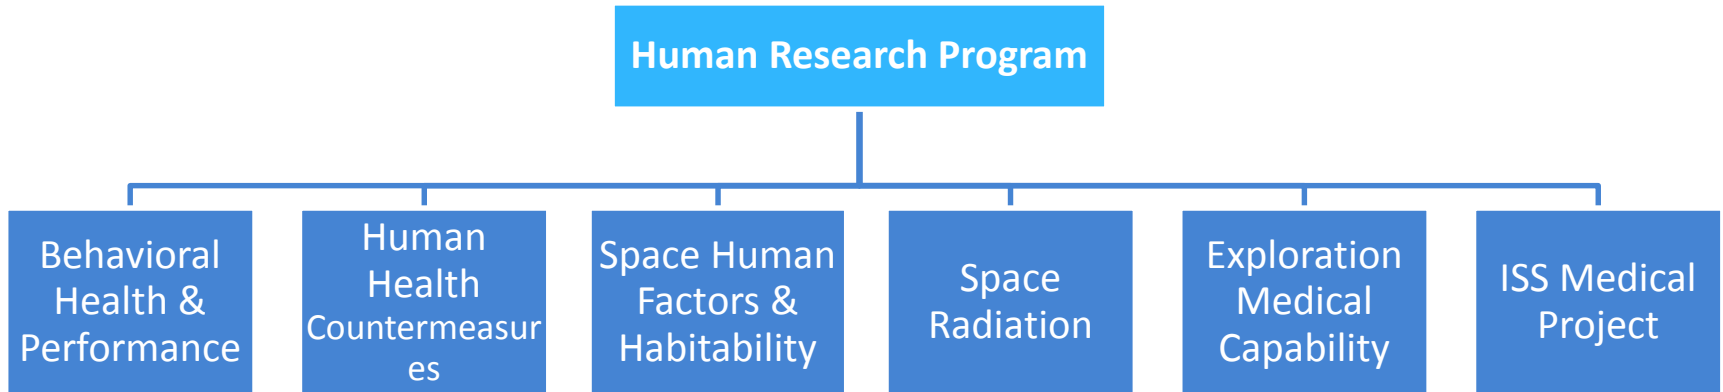 Human Research Program
Behavioral
Health &
Performance
Human
Health
Countermeasur
es
Space Human
Factors &
Habitability
Space
Radiation
Exploration
Medical
Capability
ISS Medical
Project